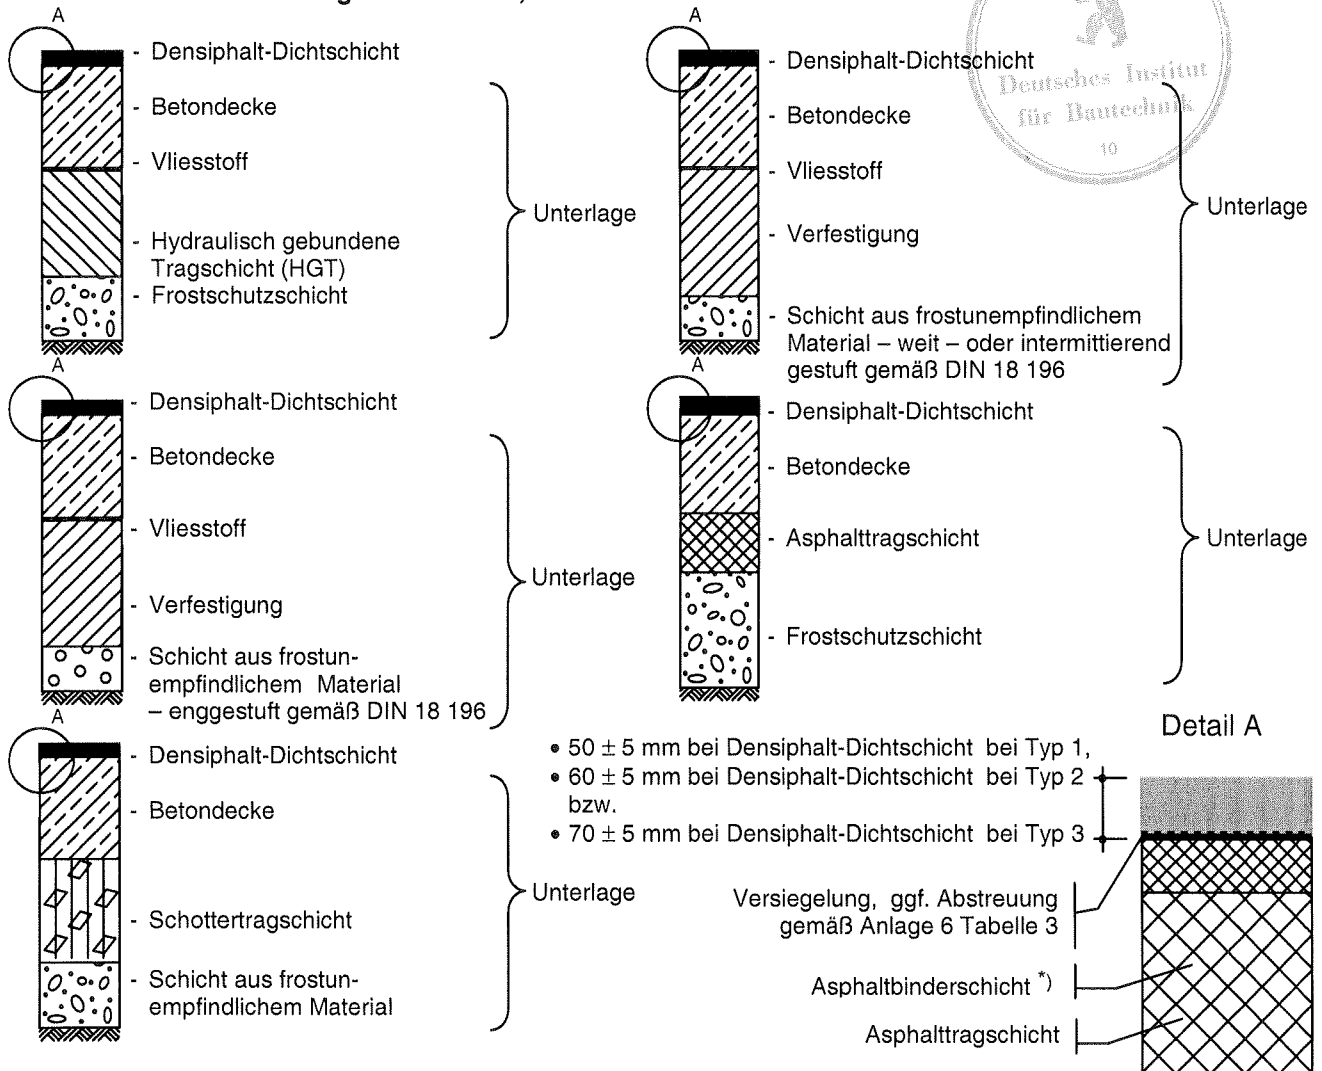 A
- Densiphalt-Dichtschicht
- Betondecke
- Vliesstoff
- Hydraulisch gebundene
Tragschicht (HGT)
- Frostschutzschicht
Unterlage
A
- Densiphalt-Dichtschicht
- Betondecke
- Vliesstoff
- Verfestigung
- Schicht aus frostunempfindlichem
Material – weit – oder intermittierend
gestuft gemäß DIN 18 196
Unterlage
Deutsches Institut
für Bautechnik
10
A
- Densiphalt-Dichtschicht
- Betondecke
- Vliesstoff
- Verfestigung
- Schicht aus frostun-
empfindlichem Material
– enggestuft gemäß DIN 18 196
Unterlage
A
- Densiphalt-Dichtschicht
- Betondecke
- Asphalttragschicht
- Frostschutzschicht
Unterlage
A
- Densiphalt-Dichtschicht
- Betondecke
- Schottertragschicht
- Schicht aus frostun-
empfindlichem Material
Unterlage
Detail A
• 50 ± 5 mm bei Densiphalt-Dichtschicht bei Typ 1,
• 60 ± 5 mm bei Densiphalt-Dichtschicht bei Typ 2
bzw.
• 70 ± 5 mm bei Densiphalt-Dichtschicht bei Typ 3
Versiegelung, ggf. Abstreuung
gemäß Anlage 6 Tabelle 3
Asphaltbinderschicht *)
Asphalttragschicht